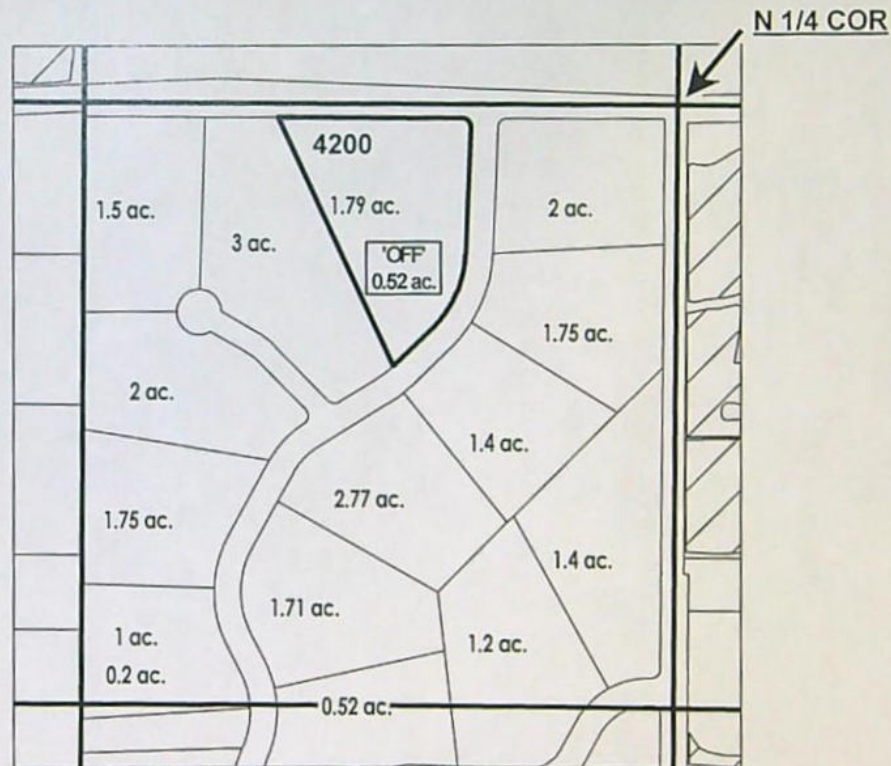 N 1/4 COR
4200
1.5 ac.
1.79 ac.
2 ac.
3 ac.
'OFF'
0.52 ac.
1.75 ac.
2 ac.
1.4 ac.
2.77 ac.
1.75 ac.
1.4 ac.
1.71 ac.
1 ac.
0.2 ac.
1.2 ac.
0.52 ac.